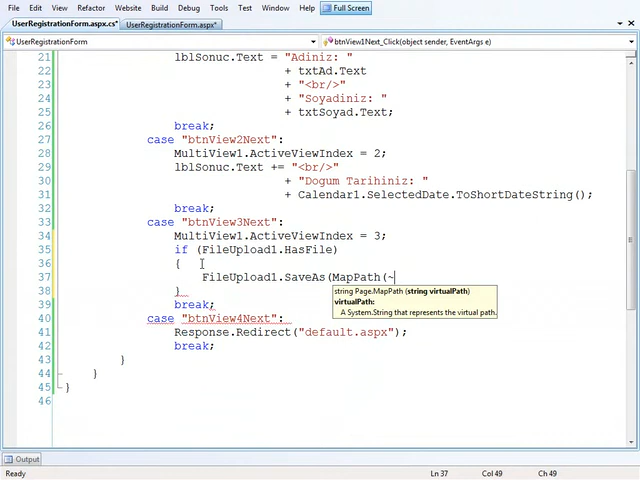 File Edit View Refactor Website Build Debug Tools Test Window Help Full Screen
UserRegistrationForm.aspx.cs* UserRegistrationForm.aspx*
UserRegistrationForm btnView1Next_Click(object sender, EventArgs e)
21 lblSonuc.Text = "Adiniz: "
22 + txtAd.Text
23 + "<br/>"
24 + "Soyadiniz: "
25 + txtSoyad.Text;
26 break;
27 case "btnView2Next":
28 MultiView1.ActiveViewIndex = 2;
29 lblSonuc.Text += "<br/>"
30 + "Dogum Tarihiniz: "
31 + Calendar1.SelectedDate.ToShortDateString();
32 break;
33 case "btnView3Next":
34 MultiView1.ActiveViewIndex = 3;
35 if (FileUpload1.HasFile)
36 {
37 FileUpload1.SaveAs(MapPath(~
string Page.MapPath (string virtualPath)
virtualPath:
A System.String that represents the virtual path.
38 }
39 break;
40 case "btnView4Next":
41 Response.Redirect("default.aspx");
42 break;
43 }
44 }
45 }
46
Output
Ready Ln 37 Col 49 Ch 49